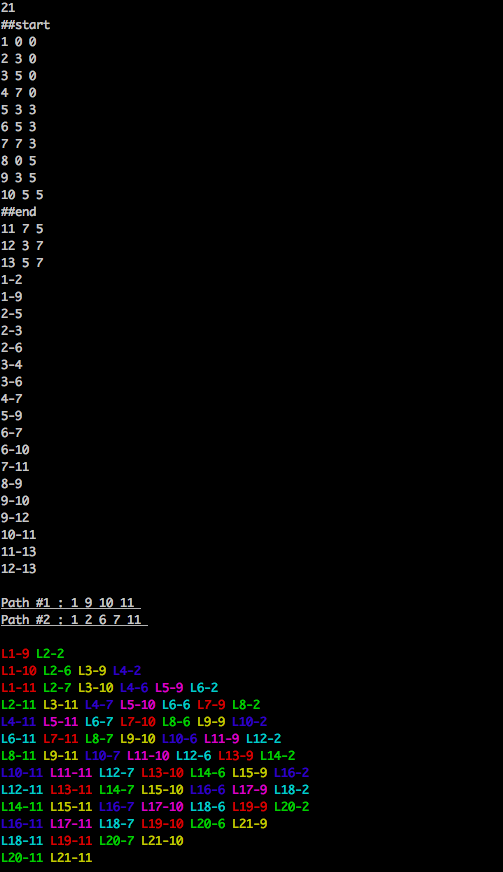 21
##start
1 0 0
2 3 0
3 5 0
4 7 0
5 3 3
6 5 3
7 7 3
8 0 5
9 3 5
10 5 5
##end
11 7 5
12 3 7
13 5 7
1-2
1-9
2-5
2-3
2-6
3-4
3-6
4-7
5-9
6-7
6-10
7-11
8-9
9-10
9-12
10-11
11-13
12-13
Path #1 : 1 9 10 11
Path #2 : 1 2 6 7 11
L1-9 L2-2
L1-10 L2-6 L3-9 L4-2
L1-11 L2-7 L3-10 L4-6 L5-9 L6-2
L2-11 L3-11 L4-7 L5-10 L6-6 L7-9 L8-2
L4-11 L5-11 L6-7 L7-10 L8-6 L9-9 L10-2
L6-11 L7-11 L8-7 L9-10 L10-6 L11-9 L12-2
L8-11 L9-11 L10-7 L11-10 L12-6 L13-9 L14-2
L10-11 L11-11 L12-7 L13-10 L14-6 L15-9 L16-2
L12-11 L13-11 L14-7 L15-10 L16-6 L17-9 L18-2
L14-11 L15-11 L16-7 L17-10 L18-6 L19-9 L20-2
L16-11 L17-11 L18-7 L19-10 L20-6 L21-9
L18-11 L19-11 L20-7 L21-10
L20-11 L21-11